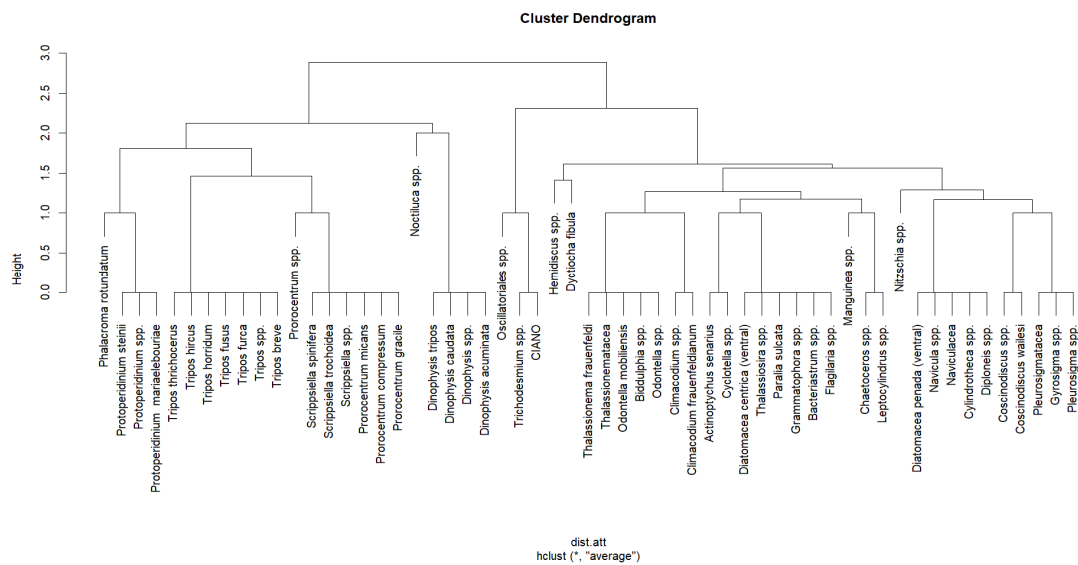 Cluster Dendrogram
Height
3.0
2.5
2.0
1.5
1.0
0.5
0.0
Phalacroma rotundatum
Protoperidinium steinii
Protoperidinium spp.
Protoperidinium mariaelebouriae
Tripos thrichocerus
Tripos hircus
Tripos horridum
Tripos fusus
Tripos furca
Tripos spp.
Tripos breve
Prorocentrum spp.
Scrippsiella spinifera
Scrippsiella trochoidea
Scrippsiella spp.
Prorocentrum micans
Prorocentrum compressum
Prorocentrum gracile
Noctiluca spp.
Dinophysis tripos
Dinophysis caudata
Dinophysis spp.
Dinophysis acuminata
Oscillatoriales spp.
Trichodesmium spp.
CIANO
Hemidiscus spp.
Dyctiocha fibula
Thalassionema frauenfeldi
Thalassionematacea
Odontella mobiliensis
Biddulphia spp.
Odontella spp.
Climacodium spp.
Climacodium frauenfeldianum
Actinoptychus senarius
Cyclotella spp.
Diatomacea centrica (ventral)
Thalassiosira spp.
Grammatophora spp.
Paralia sulcata
Bacteriastrum spp.
Flagilaria spp.
Manguinea spp.
Chaetoceros spp.
Leptocylindrus spp.
Nitzschia spp.
Diatomacea penada (ventral)
Navicula spp.
Naviculacea
Cylindrotheca spp.
Diploneis spp.
Coscinodiscus spp.
Coscinodiscus wailesi
Pleurosigmatacea
Gyrosigma spp.
Pleurosigma spp.
dist.att
hclust (*, "average")